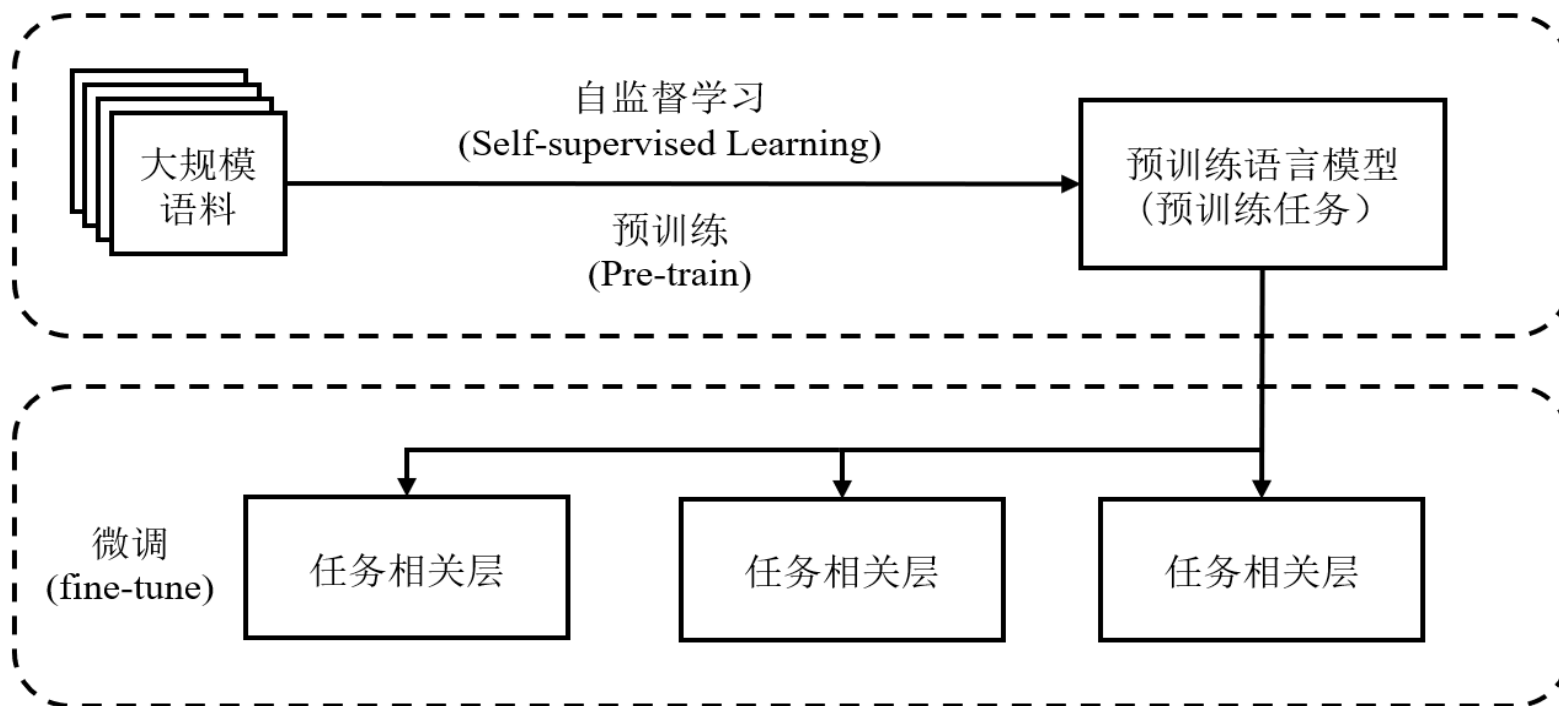 自监督学习
(Self-supervised Learning)
大规模
语料
预训练
(Pre-train)
预训练语言模型
（预训练任务）
微调
(fine-tune)
任务相关层
任务相关层
任务相关层